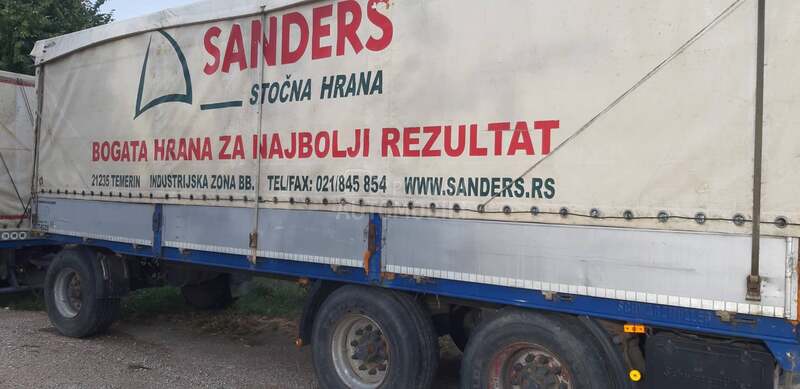 SANDERS
STOČNA HRANA
BOGATA HRANA ZA NAJBOLJI REZULTAT
21235 TEMERIN INDUSTRIJSKA ZONA BB. TEL/FAX: 021/845 854 WWW.SANDERS.RS